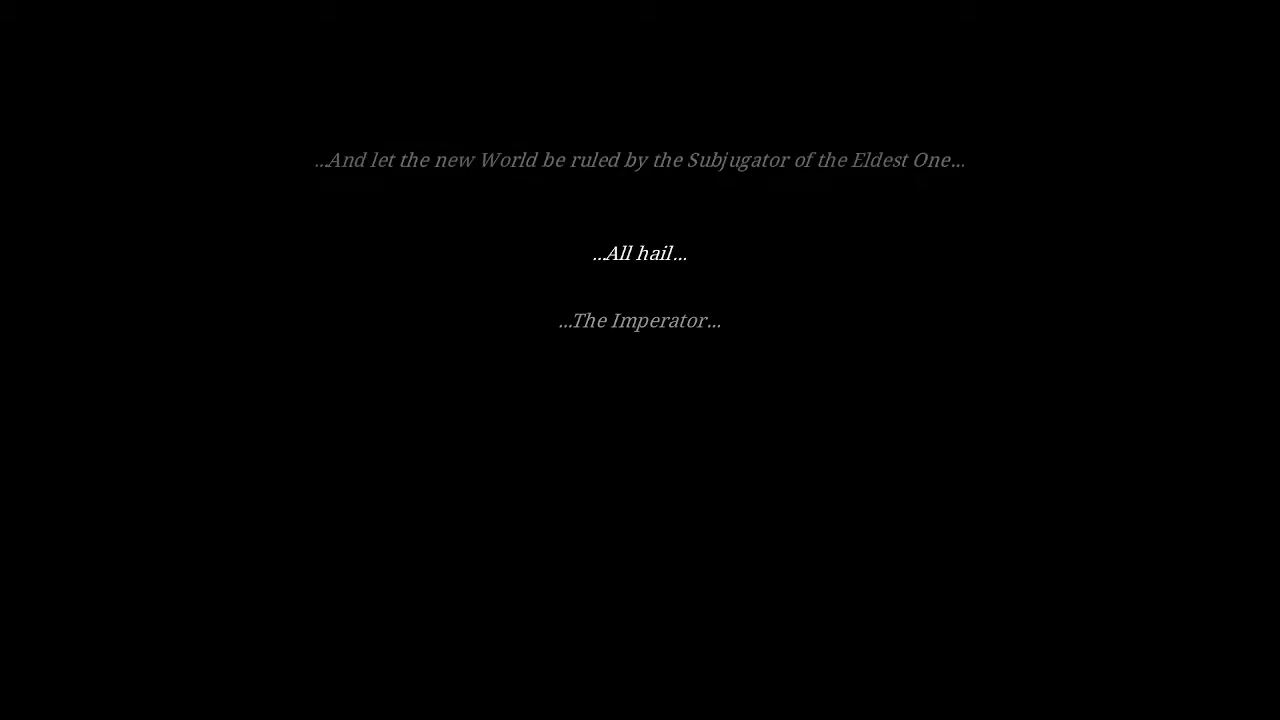 ...And let the new World be ruled by the Subjugator of the Eldest One...
...All hail...
...The Imperator...